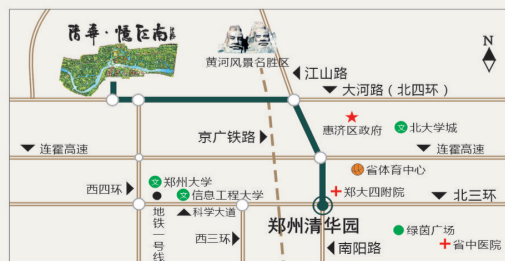 清華·憶江南
黄河风景名胜区
N
江山路
大河路（北四环）
惠济区政府
北大学城
京广铁路
连霍高速
连霍高速
省体育中心
郑州大学
西四环
信息工程大学
郑大四附院
北三环
科学大道
地铁一号线
郑州清华园
西三环
南阳路
绿茵广场
省中医院